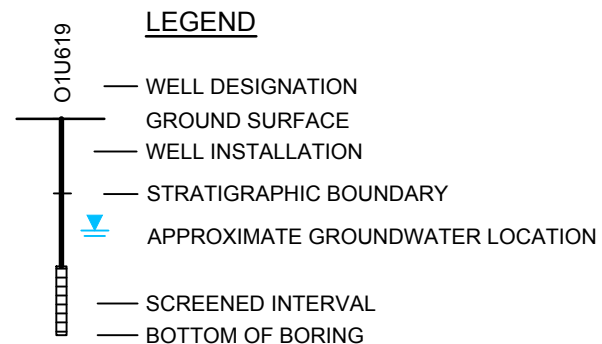 LEGEND
O1U619
WELL DESIGNATION
GROUND SURFACE
WELL INSTALLATION
STRATIGRAPHIC BOUNDARY
APPROXIMATE GROUNDWATER LOCATION
SCREENED INTERVAL
BOTTOM OF BORING